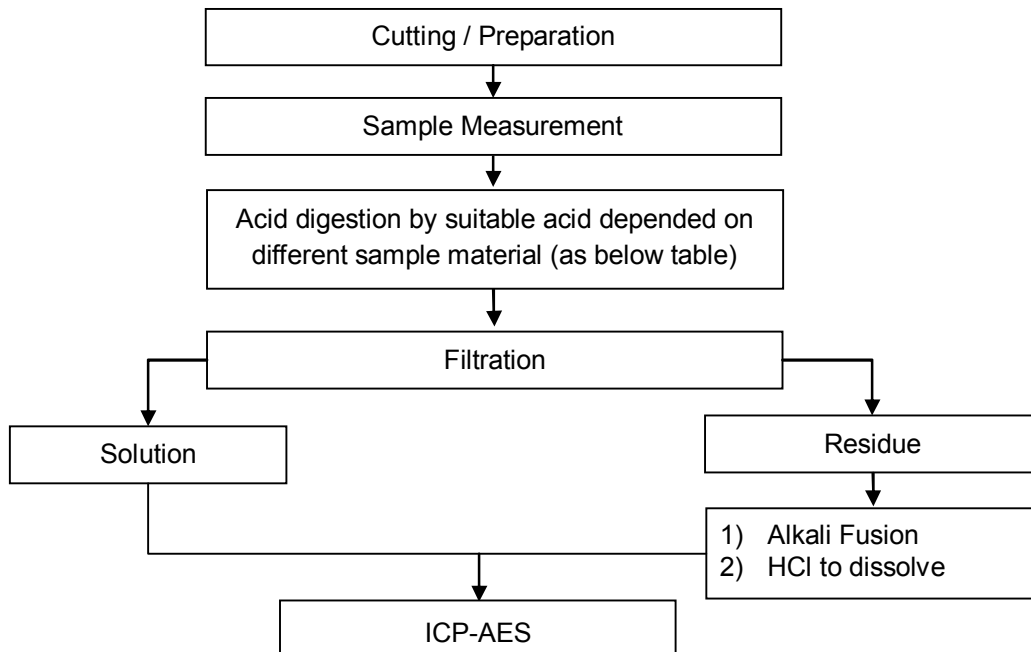 Cutting / Preparation
Sample Measurement
Acid digestion by suitable acid depended on
different sample material (as below table)
Filtration
Solution
Residue
1) Alkali Fusion
2) HCl to dissolve
ICP-AES